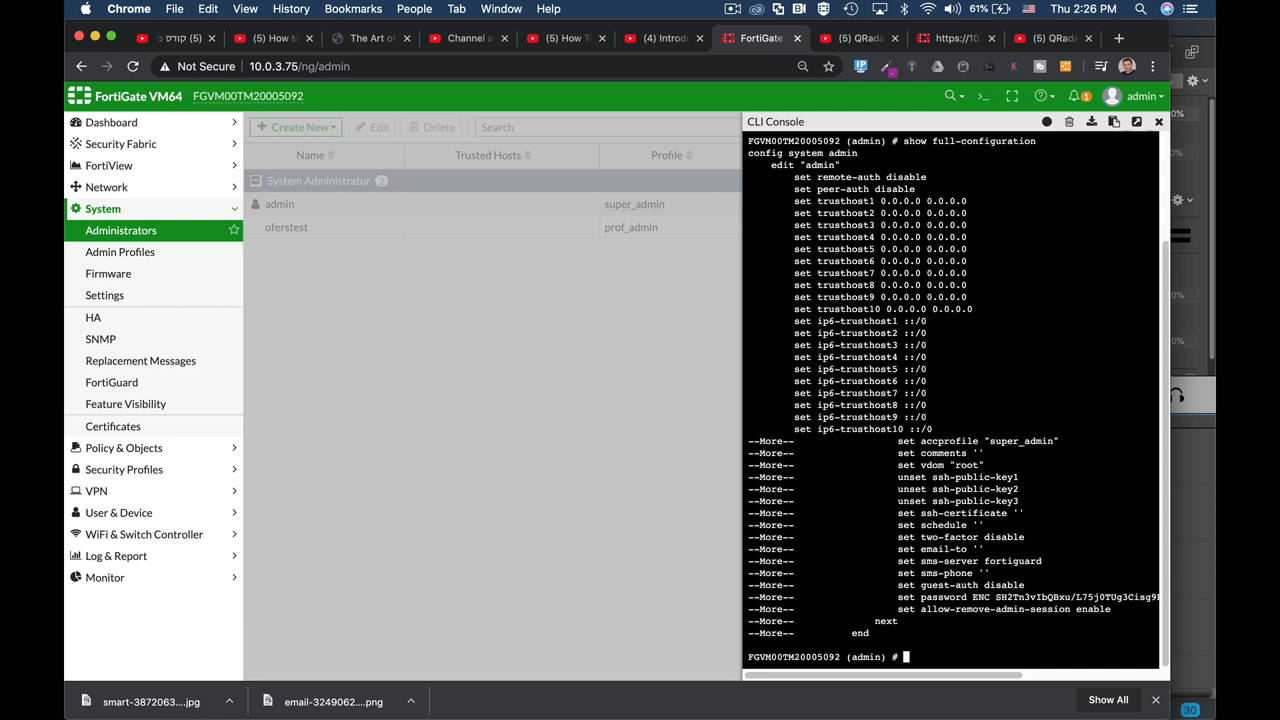 Chrome File Edit View History Bookmarks People Tab Window Help 61% Thu 2:26 PM
קורס מ (5) (5) How to The Art of Channel an (5) How T (4) Introdu FortiGate (5) QRada https://10 (5) QRada
Not Secure 10.0.3.75/ng/admin
FortiGate VM64 FGVM00TM20005092 1 admin
Dashboard
Security Fabric
FortiView
Network
System
Administrators
Admin Profiles
Firmware
Settings
HA
SNMP
Replacement Messages
FortiGuard
Feature Visibility
Certificates
Policy & Objects
Security Profiles
VPN
User & Device
WiFi & Switch Controller
Log & Report
Monitor
Create New Edit Delete Search
Name Trusted Hosts Profile
System Administrator 2
admin super_admin
oferstest prof_admin
CLI Console
FGVM00TM20005092 (admin) # show full-configuration
config system admin
edit "admin"
set remote-auth disable
set peer-auth disable
set trusthost1 0.0.0.0 0.0.0.0
set trusthost2 0.0.0.0 0.0.0.0
set trusthost3 0.0.0.0 0.0.0.0
set trusthost4 0.0.0.0 0.0.0.0
set trusthost5 0.0.0.0 0.0.0.0
set trusthost6 0.0.0.0 0.0.0.0
set trusthost7 0.0.0.0 0.0.0.0
set trusthost8 0.0.0.0 0.0.0.0
set trusthost9 0.0.0.0 0.0.0.0
set trusthost10 0.0.0.0 0.0.0.0
set ip6-trusthost1 ::/0
set ip6-trusthost2 ::/0
set ip6-trusthost3 ::/0
set ip6-trusthost4 ::/0
set ip6-trusthost5 ::/0
set ip6-trusthost6 ::/0
set ip6-trusthost7 ::/0
set ip6-trusthost8 ::/0
set ip6-trusthost9 ::/0
set ip6-trusthost10 ::/0
--More-- set accprofile "super_admin"
--More-- set comments ''
--More-- set vdom "root"
--More-- unset ssh-public-key1
--More-- unset ssh-public-key2
--More-- unset ssh-public-key3
--More-- set ssh-certificate ''
--More-- set schedule ''
--More-- set two-factor disable
--More-- set email-to ''
--More-- set sms-server fortiguard
--More-- set sms-phone ''
--More-- set guest-auth disable
--More-- set password ENC SH2Tn3vIbQBxu/L75j0TUg3Cisg9
--More-- set allow-remove-admin-session enable
--More-- next
--More-- end
FGVM00TM20005092 (admin) #
smart-3872063....jpg email-3249062....png Show All
30